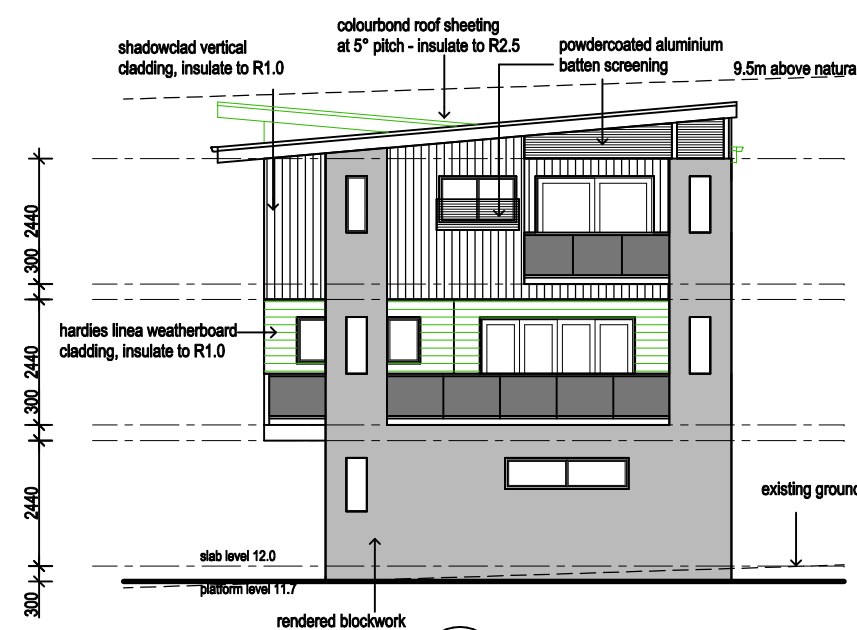 colourbond roof sheeting
at 5° pitch - insulate to R2.5
shadowclad vertical
cladding, insulate to R1.0
powdercoated aluminium
batten screening
9.5m above natura
2440
300
hardies linea weatherboard
cladding, insulate to R1.0
2440
300
2440
existing ground
slab level 12.0
platform level 11.7
300
rendered blockwork